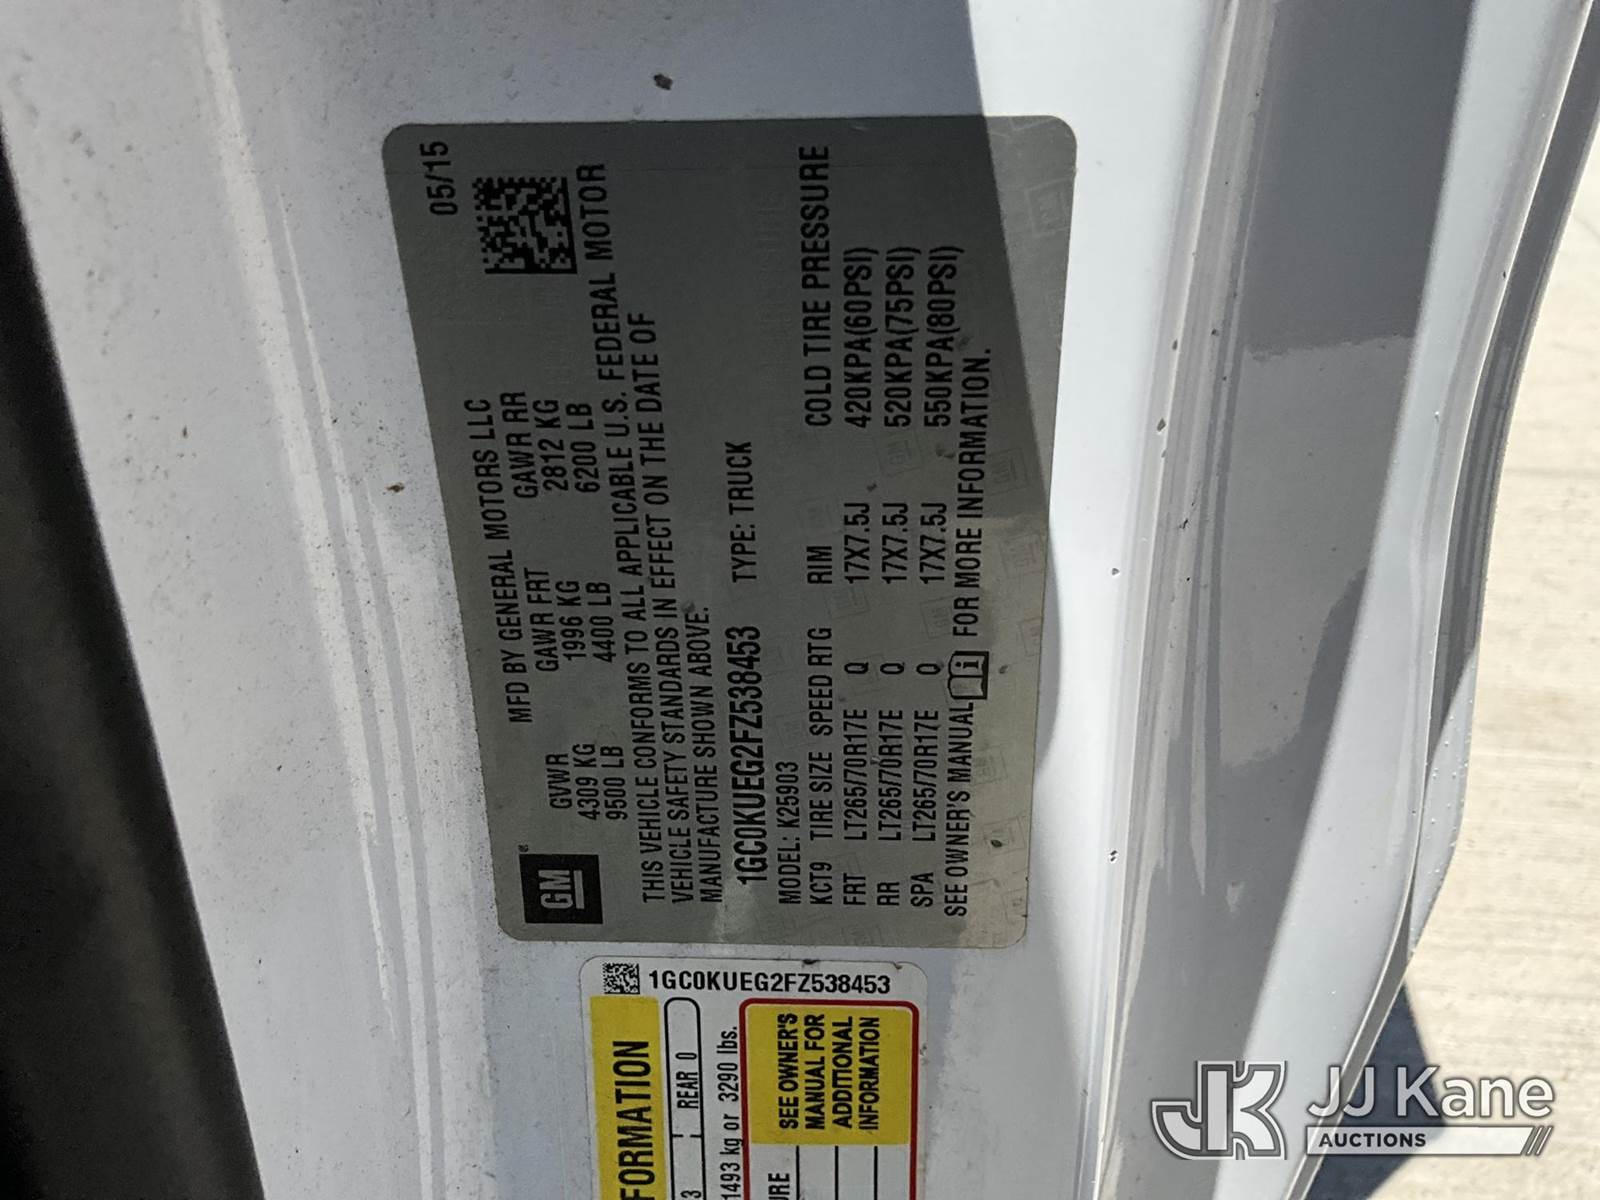 05/15
MFD BY GENERAL MOTORS LLC
GM
GVWR GAWR FRT GAWR RR
4309 KG 1996 KG 2812 KG
9500 LB 4400 LB 6200 LB
THIS VEHICLE CONFORMS TO ALL APPLICABLE U.S. FEDERAL MOTOR
VEHICLE SAFETY STANDARDS IN EFFECT ON THE DATE OF
MANUFACTURE SHOWN ABOVE.
1GC0KUEG2FZ538453 TYPE: TRUCK
MODEL: K25903
KCT9 TIRE SIZE SPEED RTG RIM COLD TIRE PRESSURE
FRT LT265/70R17E Q 17X7.5J 420KPA(60PSI)
RR LT265/70R17E Q 17X7.5J 520KPA(75PSI)
SPA LT265/70R17E Q 17X7.5J 550KPA(80PSI)
SEE OWNER'S MANUAL i FOR MORE INFORMATION.
1GC0KUEG2FZ538453
FORMATION
3 REAR 0
1493 kg or 3290 lbs.
URE
SEE OWNER'S
MANUAL FOR
ADDITIONAL
INFORMATION
JK JJ Kane
AUCTIONS